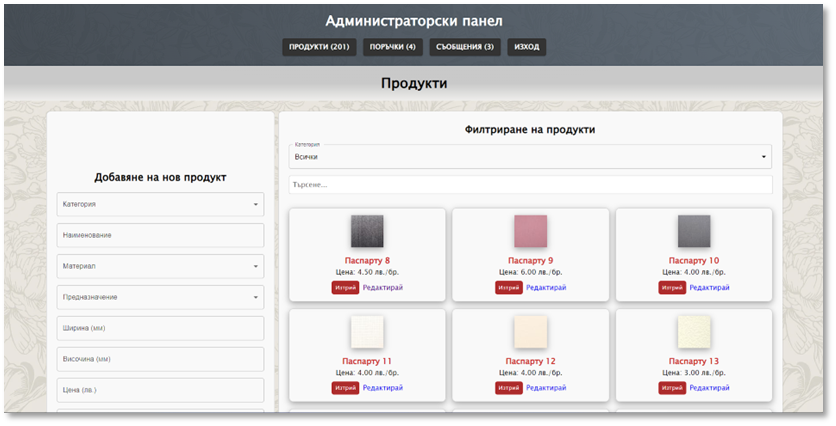 Администраторски панел
ПРОДУКТИ (201) ПОРЪЧКИ (4) СЪОБЩЕНИЯ (3) ИЗХОД
Продукти
Добавяне на нов продукт
Категория
Наименование
Материал
Предназначение
Ширина (мм)
Височина (мм)
Цена (лв.)
Филтриране на продукти
Категория
Всички
Търсене...
Паспарту 8
Цена: 4.50 лв./бр.
Изтрий Редактирай
Паспарту 9
Цена: 6.00 лв./бр.
Изтрий Редактирай
Паспарту 10
Цена: 4.00 лв./бр.
Изтрий Редактирай
Паспарту 11
Цена: 4.00 лв./бр.
Изтрий Редактирай
Паспарту 12
Цена: 4.00 лв./бр.
Изтрий Редактирай
Паспарту 13
Цена: 3.00 лв./бр.
Изтрий Редактирай